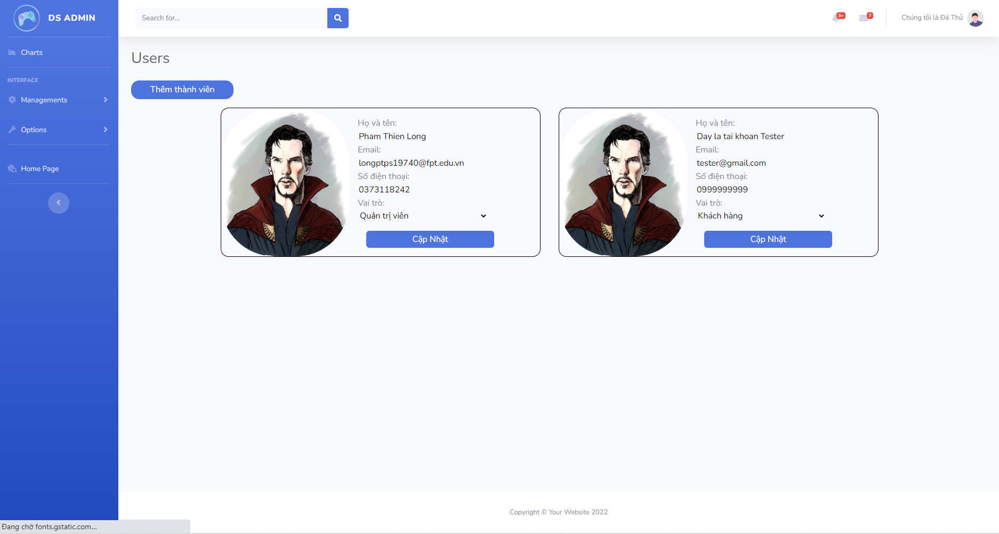 DS ADMIN
Search for...
3+
7
Chúng tôi là Đá Thủ
Charts
INTERFACE
Managements
Options
Home Page
Users
Thêm thành viên
Họ và tên:
Pham Thien Long
Email:
longptps19740@fpt.edu.vn
Số điện thoại:
0373118242
Vai trò:
Quản trị viên
Cập Nhật
Họ và tên:
Day la tai khoan Tester
Email:
tester@gmail.com
Số điện thoại:
0999999999
Vai trò:
Khách hàng
Cập Nhật
Copyright © Your Website 2022
Đang chờ fonts.gstatic.com...